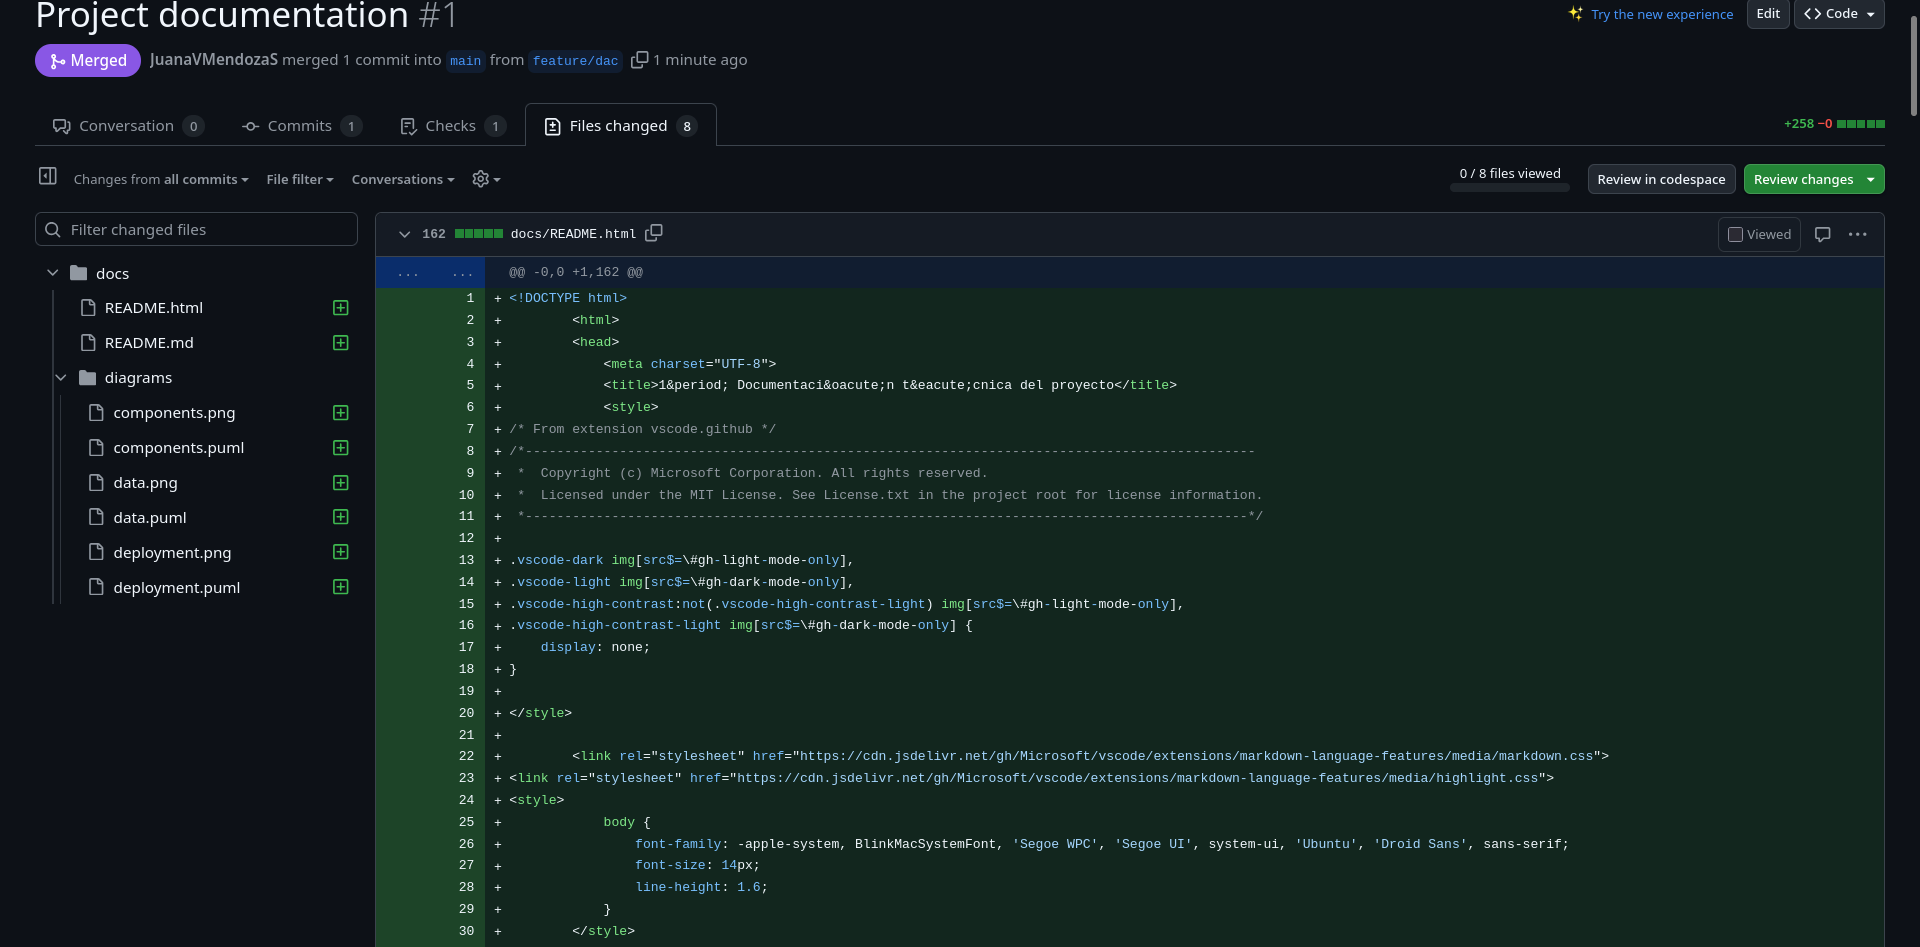 Project documentation #1
Try the new experience
Edit
Code
Merged JuanaVMendozaS merged 1 commit into main from feature/dac 1 minute ago
Conversation 0
Commits 1
Checks 1
Files changed 8
+258 −0
Changes from all commits
File filter
Conversations
0 / 8 files viewed
Review in codespace
Review changes
Filter changed files
docs
README.html
README.md
diagrams
components.png
components.puml
data.png
data.puml
deployment.png
deployment.puml
162 docs/README.html
Viewed
... ... @@ -0,0 +1,162 @@
1 + <!DOCTYPE html>
2 +         <html>
3 +         <head>
4 +             <meta charset="UTF-8">
5 +             <title>1&period; Documentaci&oacute;n t&eacute;cnica del proyecto</title>
6 +             <style>
7 + /* From extension vscode.github */
8 + /*---------------------------------------------------------------------------------------------
9 +  *  Copyright (c) Microsoft Corporation. All rights reserved.
10 +  *  Licensed under the MIT License. See License.txt in the project root for license information.
11 +  *--------------------------------------------------------------------------------------------*/
12 +
13 + .vscode-dark img[src$=\#gh-light-mode-only],
14 + .vscode-light img[src$=\#gh-dark-mode-only],
15 + .vscode-high-contrast:not(.vscode-high-contrast-light) img[src$=\#gh-light-mode-only],
16 + .vscode-high-contrast-light img[src$=\#gh-dark-mode-only] {
17 +     display: none;
18 + }
19 +
20 + </style>
21 +
22 +         <link rel="stylesheet" href="https://cdn.jsdelivr.net/gh/Microsoft/vscode/extensions/markdown-language-features/media/markdown.css">
23 + <link rel="stylesheet" href="https://cdn.jsdelivr.net/gh/Microsoft/vscode/extensions/markdown-language-features/media/highlight.css">
24 + <style>
25 +             body {
26 +                 font-family: -apple-system, BlinkMacSystemFont, 'Segoe WPC', 'Segoe UI', system-ui, 'Ubuntu', 'Droid Sans', sans-serif;
27 +                 font-size: 14px;
28 +                 line-height: 1.6;
29 +             }
30 +         </style>